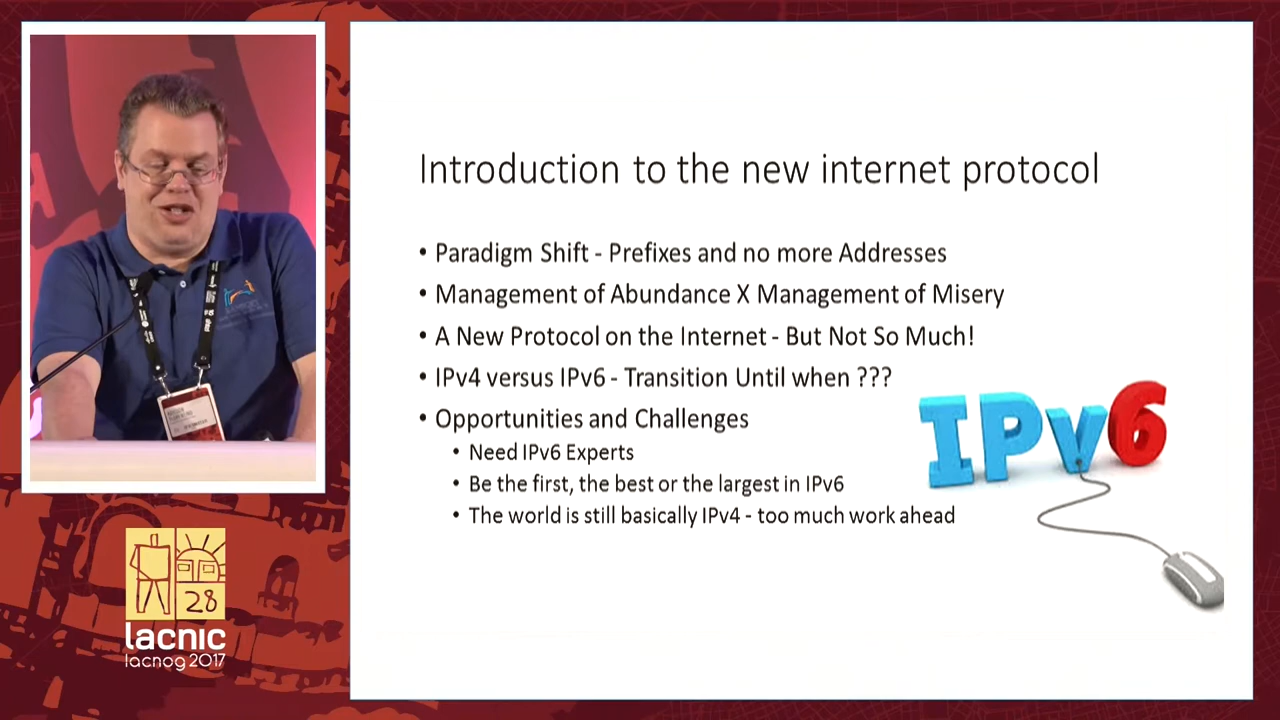 Introduction to the new internet protocol
• Paradigm Shift - Prefixes and no more Addresses
• Management of Abundance X Management of Misery
• A New Protocol on the Internet - But Not So Much!
• IPv4 versus IPv6 - Transition Until when ???
• Opportunities and Challenges
• Need IPv6 Experts
• Be the first, the best or the largest in IPv6
• The world is still basically IPv4 - too much work ahead
IPv6
28
lacnic
lacnog 2017